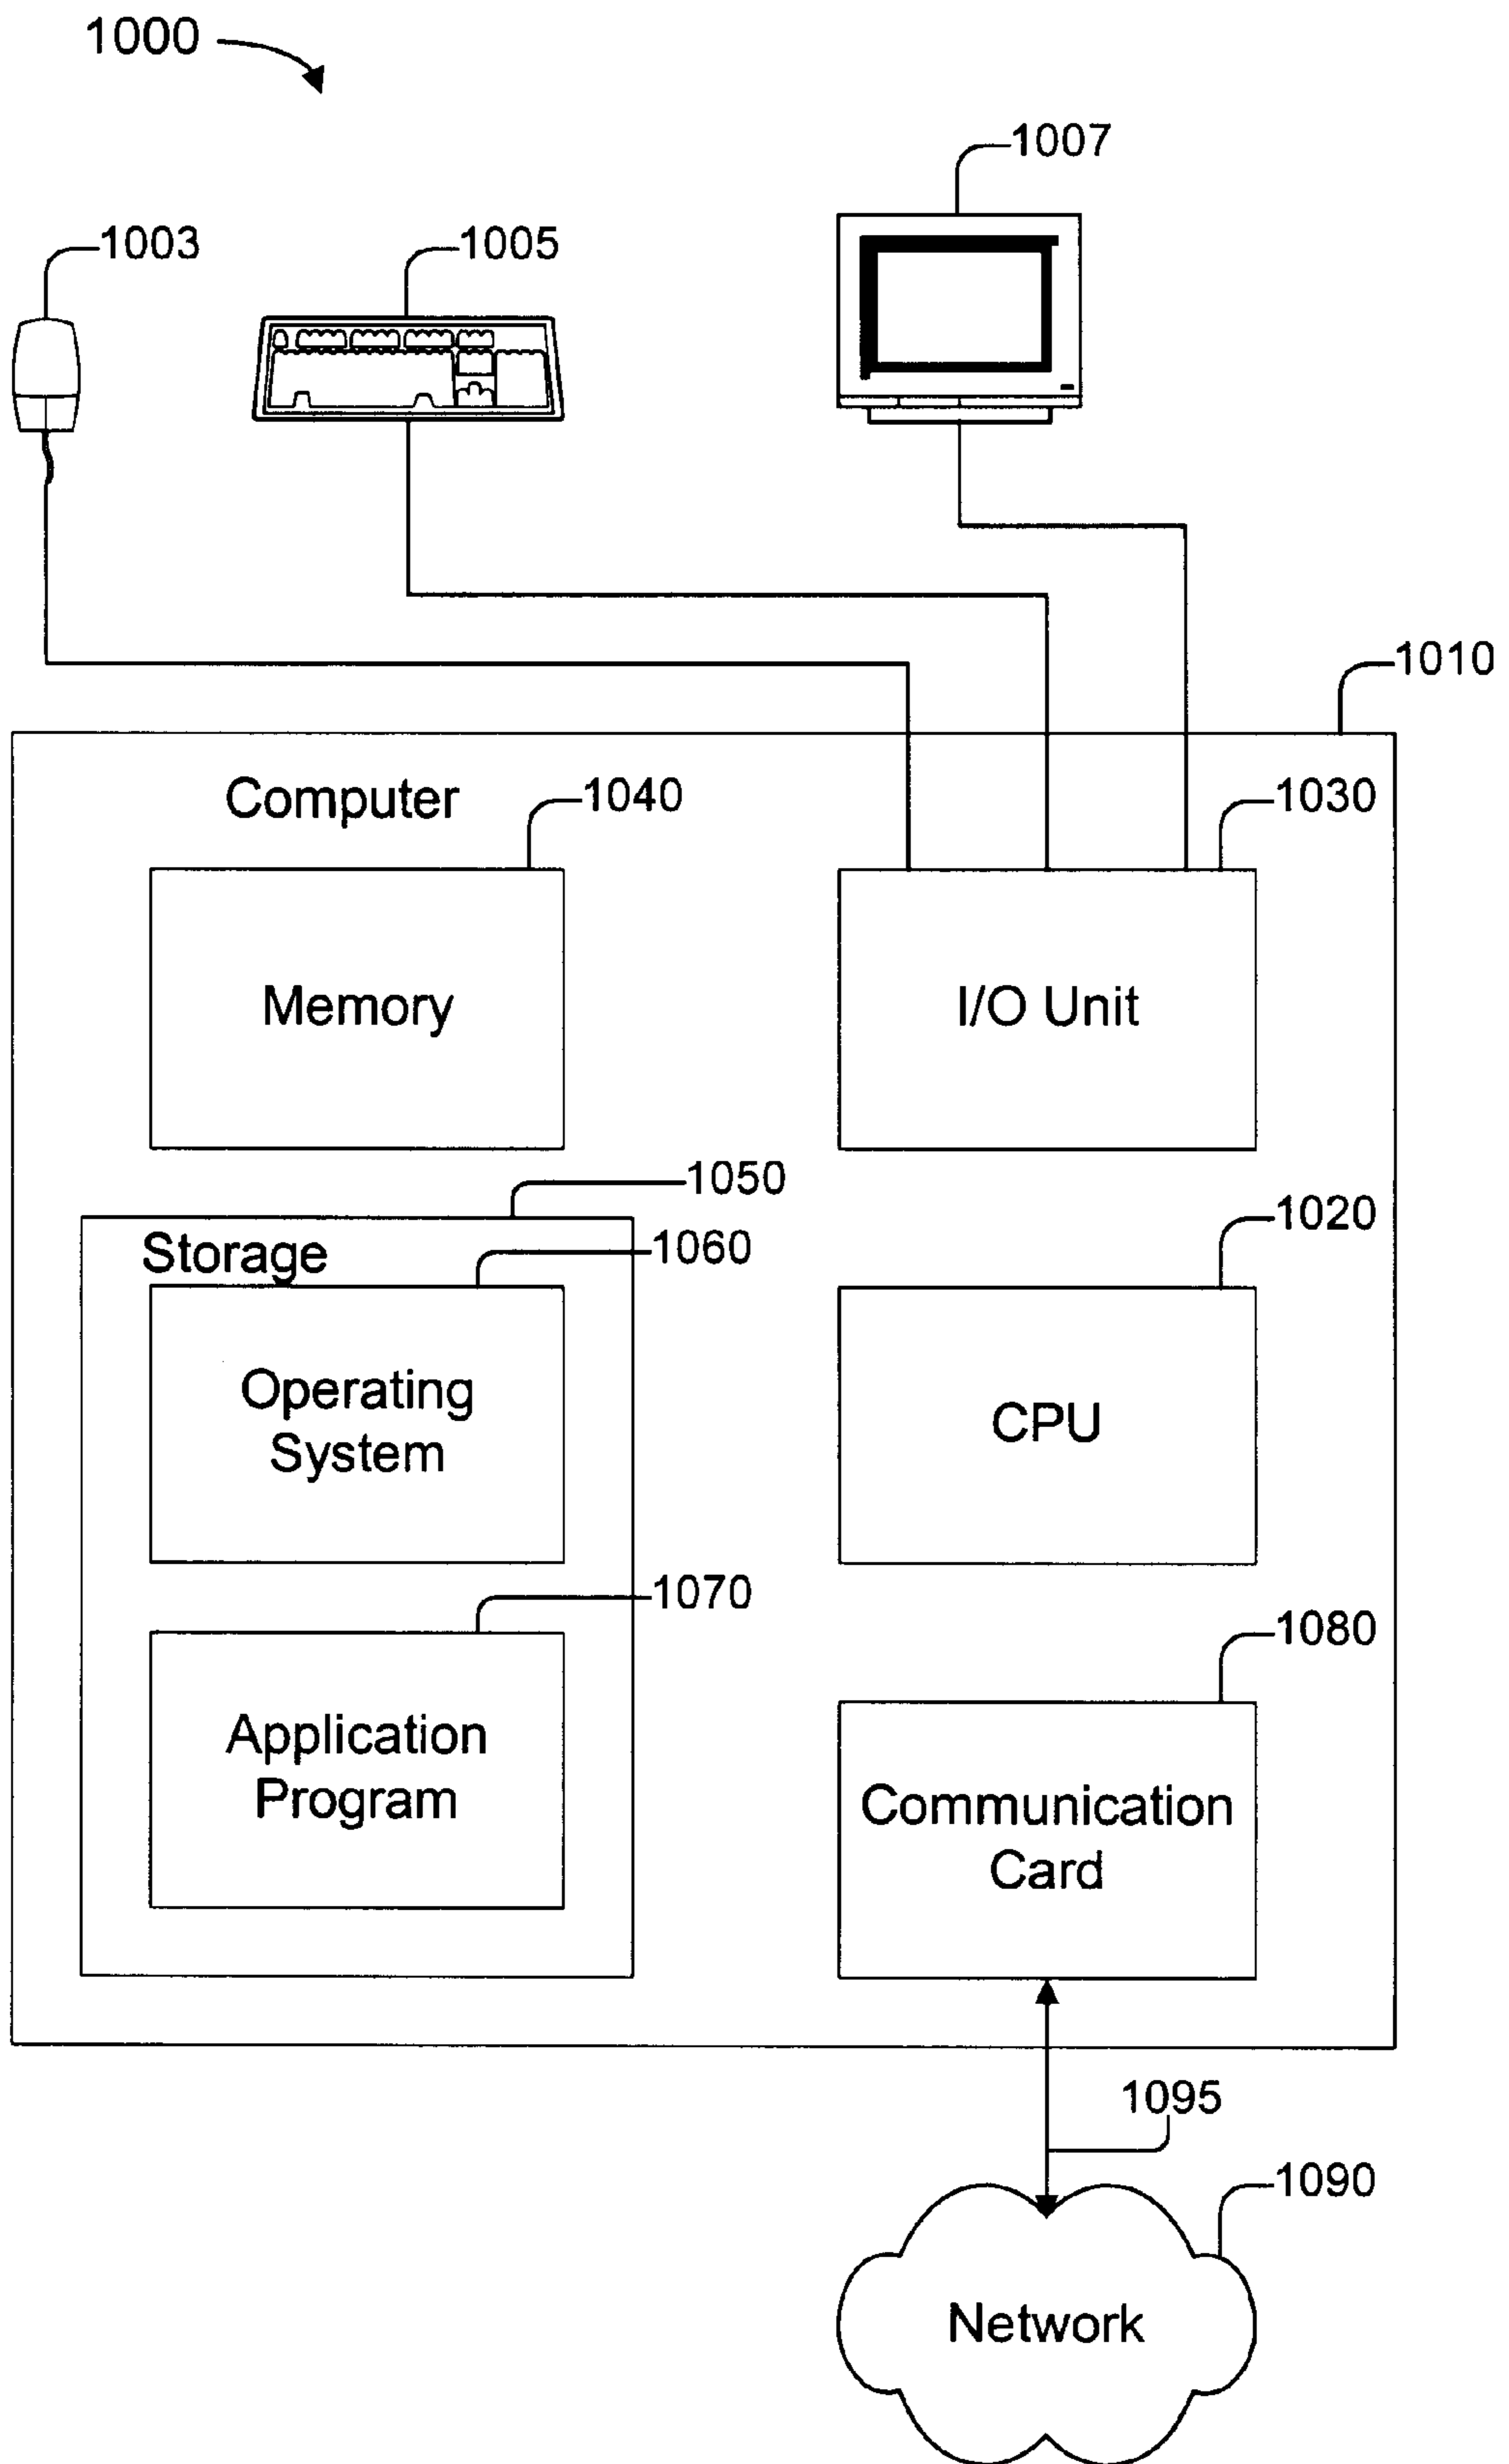 1000
1007
1003
1005
1010
Computer
1040
1030
Memory
I/O Unit
1050
1020
Storage
1060
Operating
System
CPU
1070
1080
Application
Program
Communication
Card
1095
1090
Network